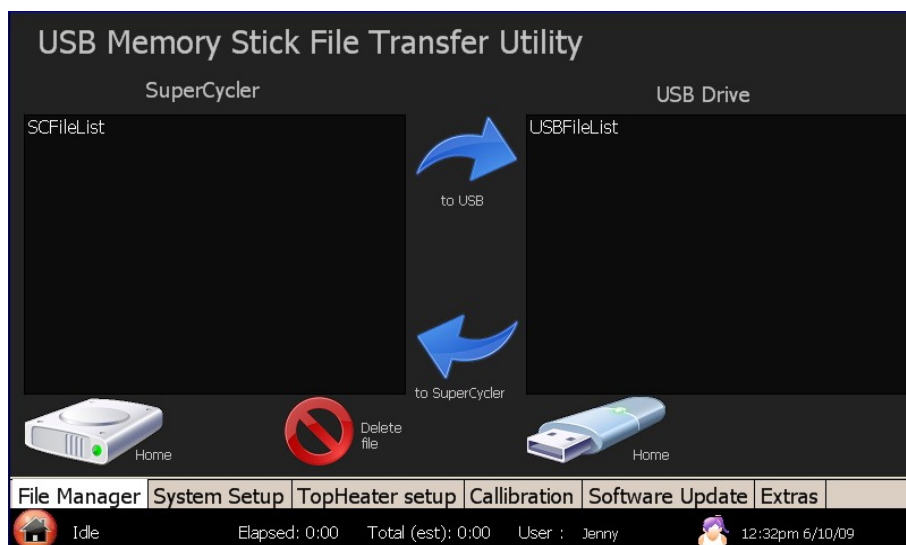 USB Memory Stick File Transfer Utility
SuperCycler
USB Drive
SCFileList
USBFileList
to USB
to SuperCycler
Home
Delete
file
Home
File Manager System Setup TopHeater setup Callibration Software Update Extras
Idle Elapsed: 0:00 Total (est): 0:00 User : Jenny 12:32pm 6/10/09